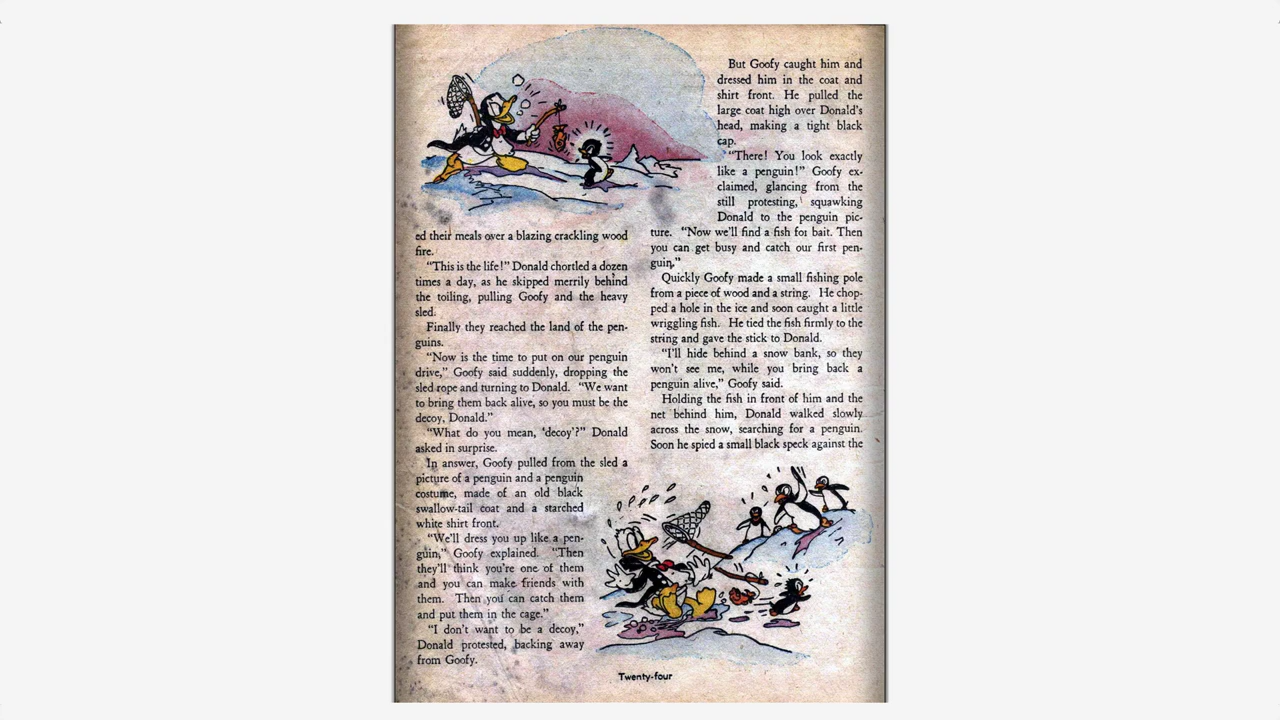 ed their meals over a blazing crackling wood
fire.
“This is the life!” Donald chortled a dozen
times a day, as he skipped merrily behind
the toiling, pulling Goofy and the heavy
sled.
Finally they reached the land of the pen-
guins.
“Now is the time to put on our penguin
drive,” Goofy said suddenly, dropping the
sled rope and turning to Donald. “We want
to bring them back alive, so you must be the
decoy, Donald.”
“What do you mean, ‘decoy’?” Donald
asked in surprise.
In answer, Goofy pulled from the sled a
picture of a penguin and a penguin
costume, made of an old black
swallow-tail coat and a starched
white shirt front.
“We’ll dress you up like a pen-
guin,” Goofy explained. “Then
they’ll think you’re one of them
and you can make friends with
them. Then you can catch them
and put them in the cage.”
“I don’t want to be a decoy,”
Donald protested, backing away
from Goofy.
But Goofy caught him and
dressed him in the coat and
shirt front. He pulled the
large coat high over Donald’s
head, making a tight black
cap.
“There! You look exactly
like a penguin!” Goofy ex-
claimed, glancing from the
still protesting, squawking
Donald to the penguin pic-
ture. “Now we’ll find a fish for bait. Then
you can get busy and catch our first pen-
guin.”
Quickly Goofy made a small fishing pole
from a piece of wood and a string. He chop-
ped a hole in the ice and soon caught a little
wriggling fish. He tied the fish firmly to the
string and gave the stick to Donald.
“I’ll hide behind a snow bank, so they
won’t see me, while you bring back a
penguin alive,” Goofy said.
Holding the fish in front of him and the
net behind him, Donald walked slowly
across the snow, searching for a penguin.
Soon he spied a small black speck against the
Twenty-four